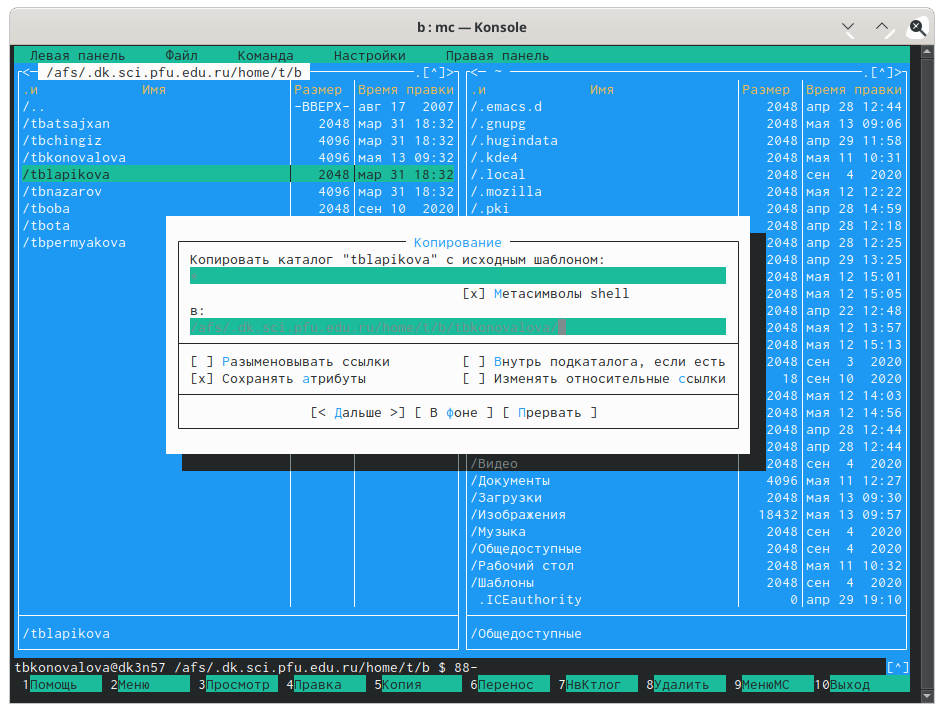 b : mc — Konsole
Левая панель Файл Команда Настройки Правая панель
<— /afs/.dk.sci.pfu.edu.ru/home/t/b .[^]> <— ~ .[^]>
.и Имя Размер Время правки .и Имя Размер Время правки
/.. -ВВЕРХ- авг 17 2007 /.emacs.d 2048 апр 28 12:44
/tbatsajxan 2048 мар 31 18:32 /.gnupg 2048 мая 13 09:06
/tbchingiz 4096 мар 31 18:32 /.hugindata 2048 апр 29 11:58
/tbkonovalova 4096 мая 13 09:32 /.kde4 2048 мая 11 10:31
/tblapikova 2048 мар 31 18:32 /.local 2048 сен 4 2020
/tbnazarov 4096 мар 31 18:32 /.mozilla 2048 мая 12 12:22
/tboba 2048 сен 10 2020 /.pki 2048 апр 28 14:59
/tbota 2048 апр 28 12:18
/tbpermyakova 2048 апр 28 12:25
Копирование
Копировать каталог "tblapikova" с исходным шаблоном: 2048 апр 29 13:25
2048 мая 12 15:01
[x] Метасимволы shell 2048 мая 12 15:05
в: 2048 апр 22 12:48
/afs/.dk.sci.pfu.edu.ru/home/t/b/tbkonovalova/ 2048 мая 12 13:57
2048 мая 12 15:13
[ ] Разыменовывать ссылки [ ] Внутрь подкаталога, если есть 2048 сен 3 2020
[x] Сохранять атрибуты [ ] Изменять относительные ссылки 18 сен 10 2020
2048 мая 12 14:03
[< Дальше >] [ В фоне ] [ Прервать ] 2048 мая 12 14:56
2048 апр 28 12:44
2048 апр 28 12:44
/Видео 2048 сен 4 2020
/Документы 4096 мая 11 12:27
/Загрузки 2048 мая 13 09:30
/Изображения 18432 мая 13 09:57
/Музыка 2048 сен 4 2020
/Общедоступные 2048 сен 4 2020
/Рабочий стол 2048 мая 11 10:32
/Шаблоны 2048 сен 4 2020
.ICEauthority 0 апр 29 19:10
/tblapikova /Общедоступные
tbkonovalova@dk3n57 /afs/.dk.sci.pfu.edu.ru/home/t/b $ 88- [^]
1Помощь 2Меню 3Просмотр 4Правка 5Копия 6Перенос 7НвКтлог 8Удалить 9МенюMC 10Выход